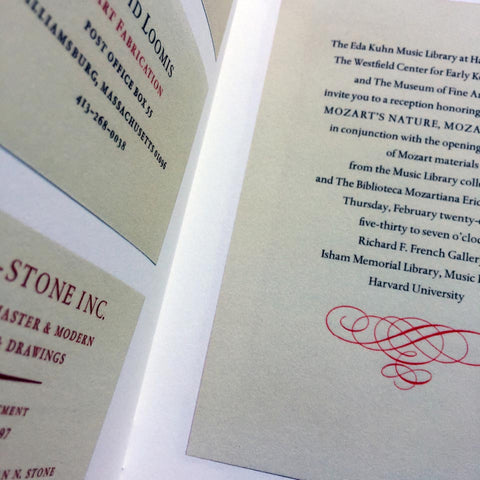 ID LOOMIS
ART FABRICATION
POST OFFICE BOX 55
WILLIAMSBURG, MASSACHUSETTS 01096
413-268-0038
STONE INC.
MASTER & MODERN
& DRAWINGS
97
N N. STONE
The Eda Kuhn Music Library at Ha
The Westfield Center for Early Ke
and The Museum of Fine Ar
invite you to a reception honoring
MOZART'S NATURE, MOZA
in conjunction with the opening
of Mozart materials
from the Music Library colle
and The Biblioteca Mozartiana Eric
Thursday, February twenty-
five-thirty to seven o'cloc
Richard F. French Gallery
Isham Memorial Library, Music
Harvard University